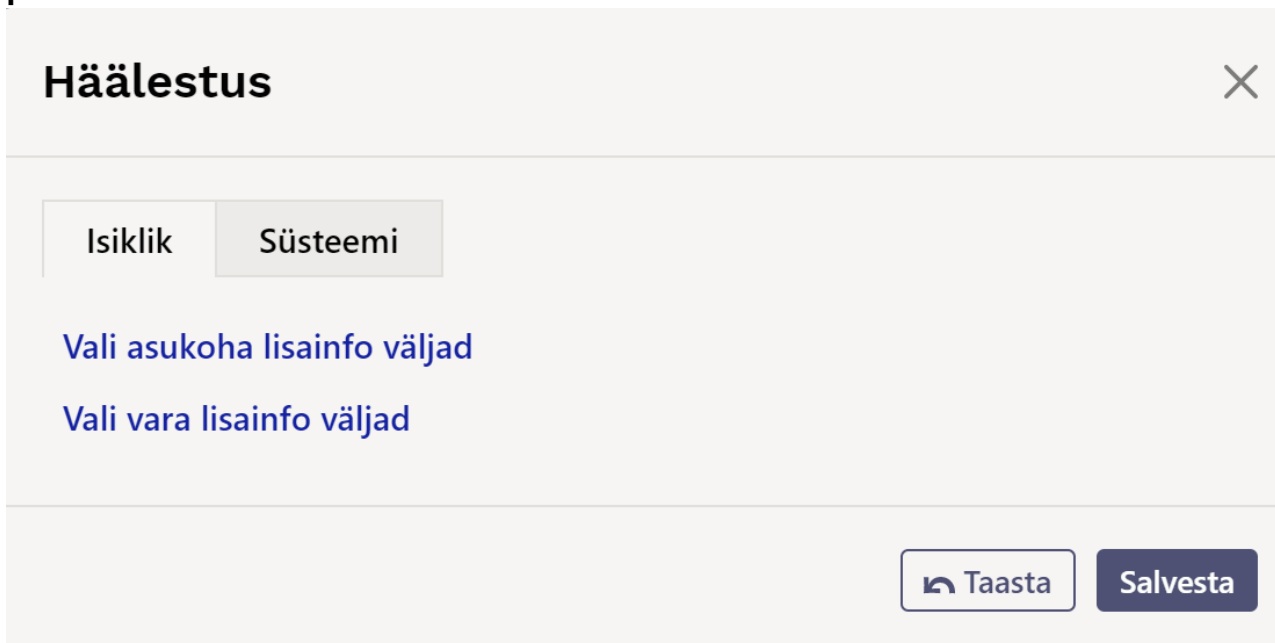 Häälestus
Isiklik Süsteemi
Vali asukoha lisainfo väljad
Vali vara lisainfo väljad
Taasta Salvesta